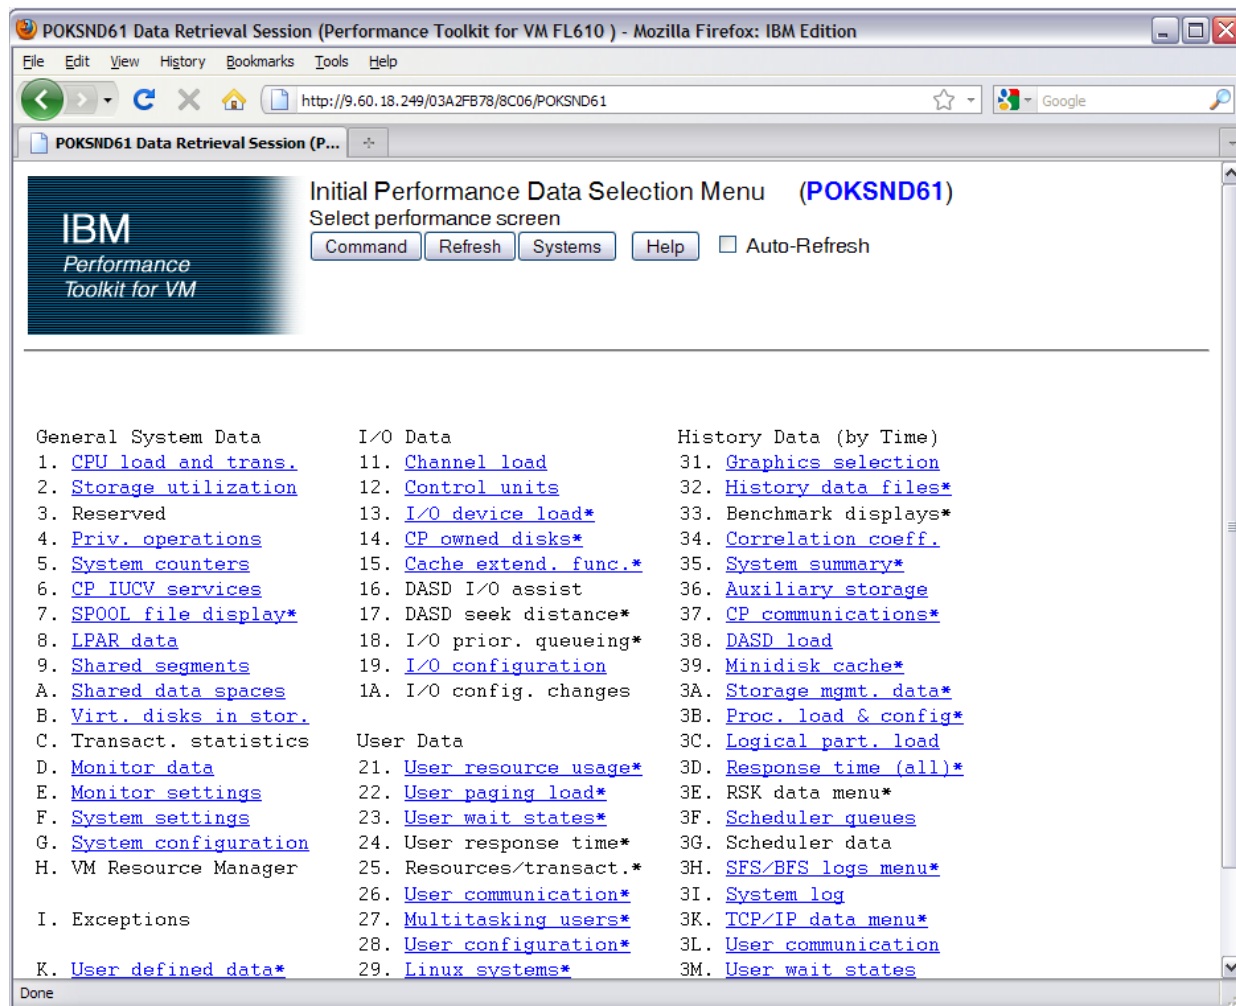 POKSND61 Data Retrieval Session (Performance Toolkit for VM FL610 ) - Mozilla Firefox: IBM Edition
File Edit View History Bookmarks Tools Help
http://9.60.18.249/03A2FB78/8C06/POKSND61
Google
POKSND61 Data Retrieval Session (P...
IBM
Performance
Toolkit for VM
Initial Performance Data Selection Menu (POKSND61)
Select performance screen
Command Refresh Systems Help Auto-Refresh
General System Data
1. CPU load and trans.
2. Storage utilization
3. Reserved
4. Priv. operations
5. System counters
6. CP IUCV services
7. SPOOL file display*
8. LPAR data
9. Shared segments
A. Shared data spaces
B. Virt. disks in stor.
C. Transact. statistics
D. Monitor data
E. Monitor settings
F. System settings
G. System configuration
H. VM Resource Manager
I. Exceptions
K. User defined data*
I/O Data
11. Channel load
12. Control units
13. I/O device load*
14. CP owned disks*
15. Cache extend. func.*
16. DASD I/O assist
17. DASD seek distance*
18. I/O prior. queueing*
19. I/O configuration
1A. I/O config. changes
User Data
21. User resource usage*
22. User paging load*
23. User wait states*
24. User response time*
25. Resources/transact.*
26. User communication*
27. Multitasking users*
28. User configuration*
29. Linux systems*
History Data (by Time)
31. Graphics selection
32. History data files*
33. Benchmark displays*
34. Correlation coeff.
35. System summary*
36. Auxiliary storage
37. CP communications*
38. DASD load
39. Minidisk cache*
3A. Storage mgmt. data*
3B. Proc. load & config*
3C. Logical part. load
3D. Response time (all)*
3E. RSK data menu*
3F. Scheduler queues
3G. Scheduler data
3H. SFS/BFS logs menu*
3I. System log
3K. TCP/IP data menu*
3L. User communication
3M. User wait states
Done